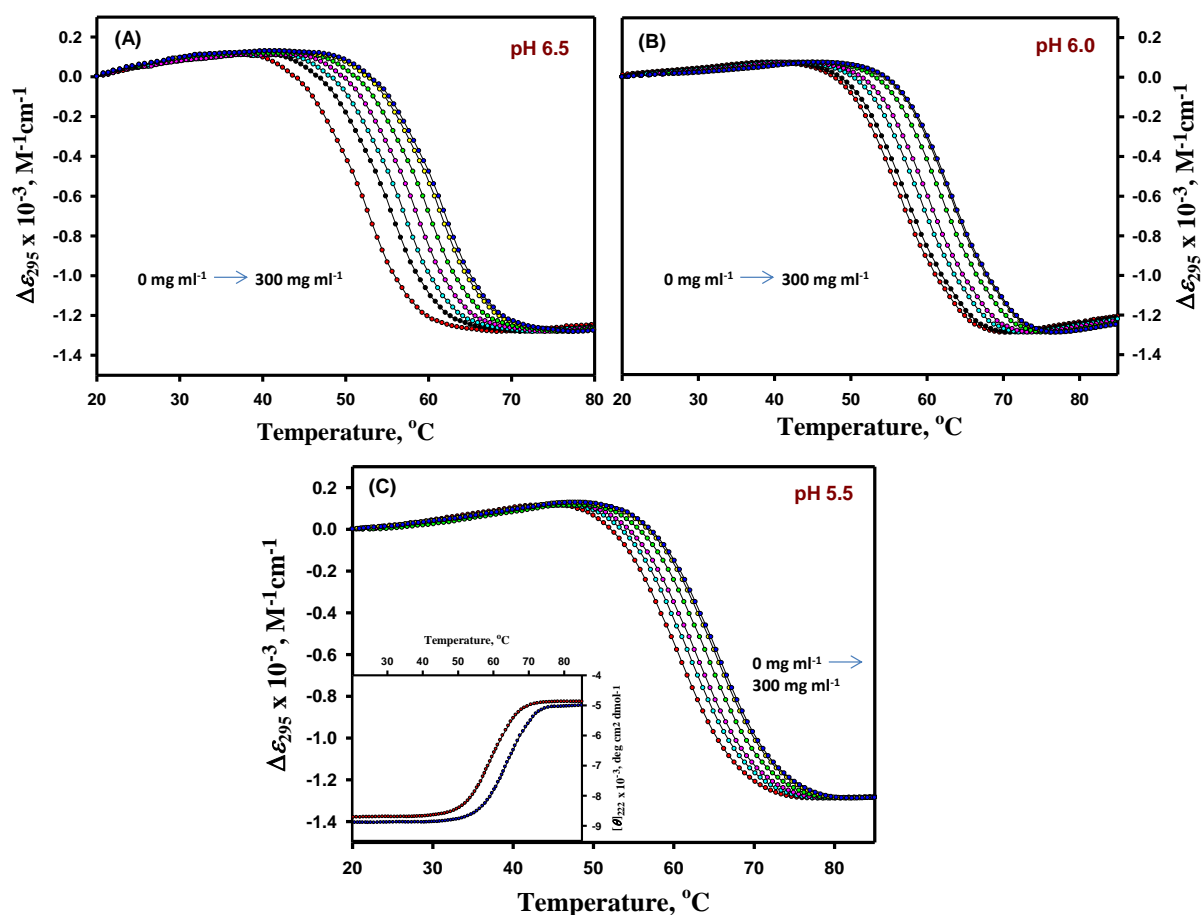 (A)
pH 6.5
0.2
0.0
-0.2
-0.4
-0.6
-0.8
-1.0
-1.2
-1.4
Δε295 x 10-3, M-1cm-1
0 mg ml-1 → 300 mg ml-1
20 30 40 50 60 70 80
Temperature, oC
(B)
pH 6.0
0.2
0.0
-0.2
-0.4
-0.6
-0.8
-1.0
-1.2
-1.4
Δε295 x 10-3, M-1cm-1
0 mg ml-1 → 300 mg ml-1
20 30 40 50 60 70 80
Temperature, oC
(C)
pH 5.5
0.2
0.0
-0.2
-0.4
-0.6
-0.8
-1.0
-1.2
-1.4
Δε295 x 10-3, M-1cm-1
0 mg ml-1 →
300 mg ml-1
Temperature, oC
30 40 50 60 70 80
-4
-5
-6
-7
-8
-9
[θ]222 x 10-3, deg cm2 dmol-1
20 30 40 50 60 70 80
Temperature, oC